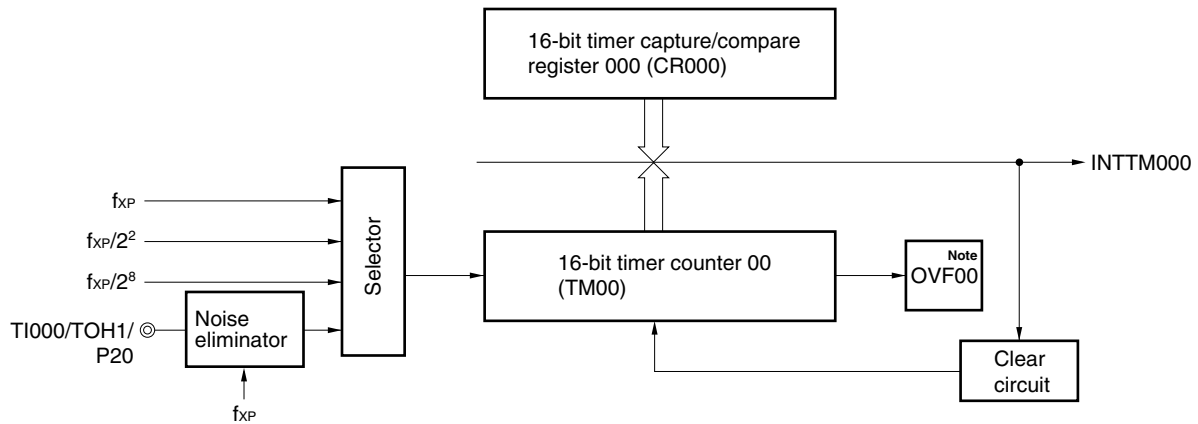 16-bit timer capture/compare
register 000 (CR000)
INTTM000
fXP
fXP/2²
fXP/2⁸
TI000/TOH1/
P20
Noise
eliminator
fXP
Selector
16-bit timer counter 00
(TM00)
Note
OVF00
Clear
circuit